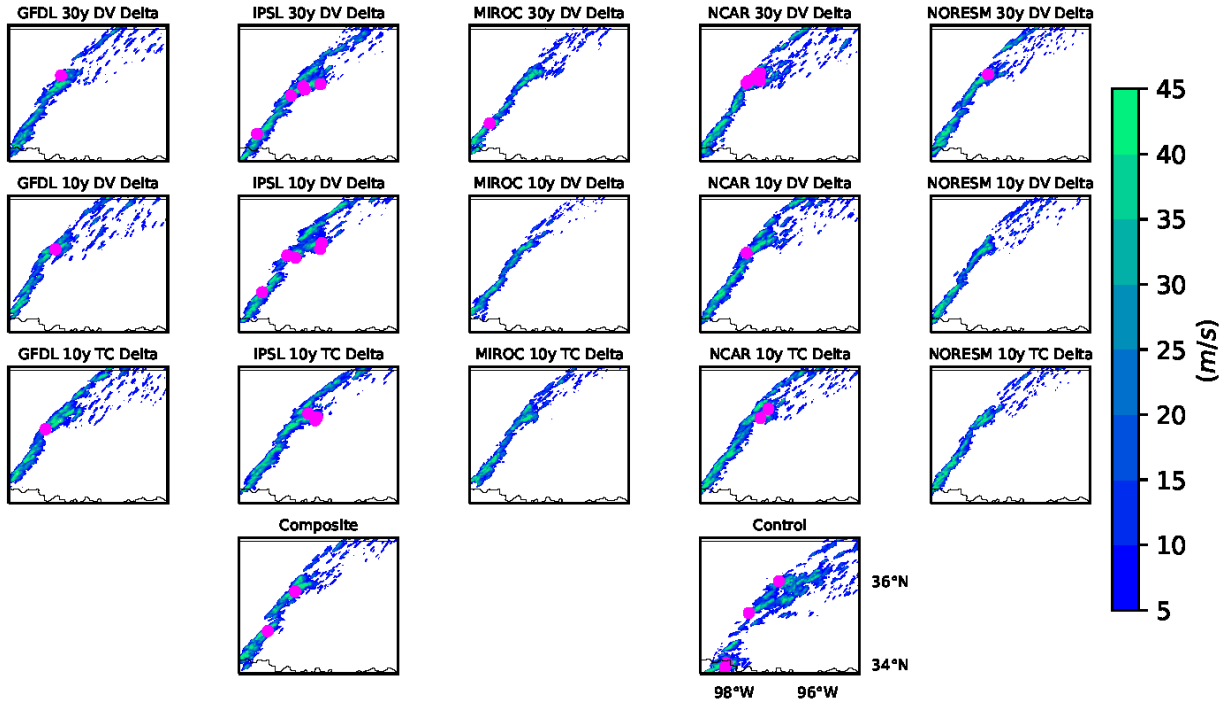 GFDL 30y DV Delta
IPSL 30y DV Delta
MIROC 30y DV Delta
NCAR 30y DV Delta
NORESM 30y DV Delta
GFDL 10y DV Delta
IPSL 10y DV Delta
MIROC 10y DV Delta
NCAR 10y DV Delta
NORESM 10y DV Delta
GFDL 10y TC Delta
IPSL 10y TC Delta
MIROC 10y TC Delta
NCAR 10y TC Delta
NORESM 10y TC Delta
Composite
Control
36°N
34°N
98°W
96°W
45
40
35
30
25
20
15
10
5
(m/s)